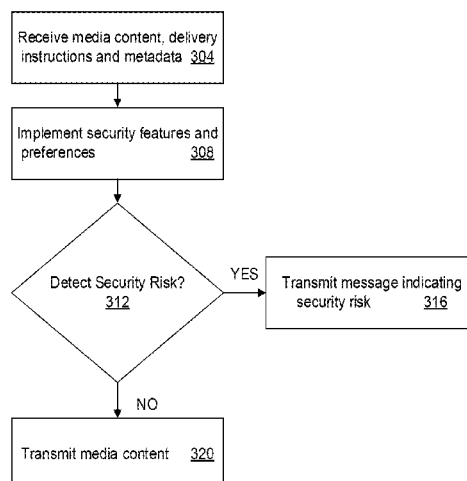 Receive media content, delivery
instructions and metadata 304
Implement security features and
preferences 308
Detect Security Risk?
312
YES
Transmit message indicating
security risk 316
NO
Transmit media content 320